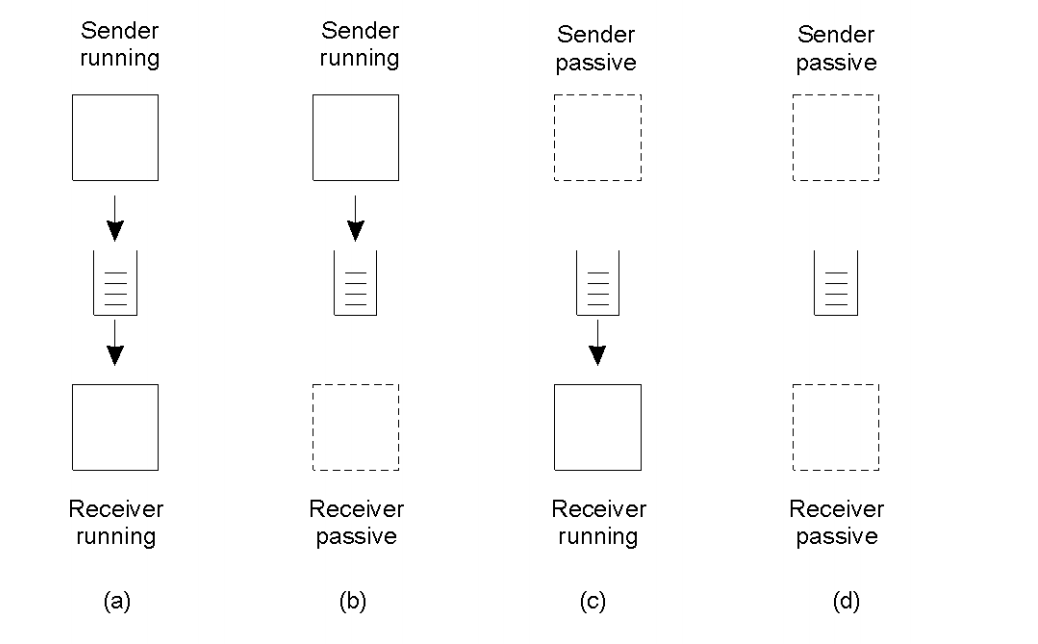 Sender
running
Sender
running
Sender
passive
Sender
passive
Receiver
running
Receiver
passive
Receiver
running
Receiver
passive
(a)
(b)
(c)
(d)